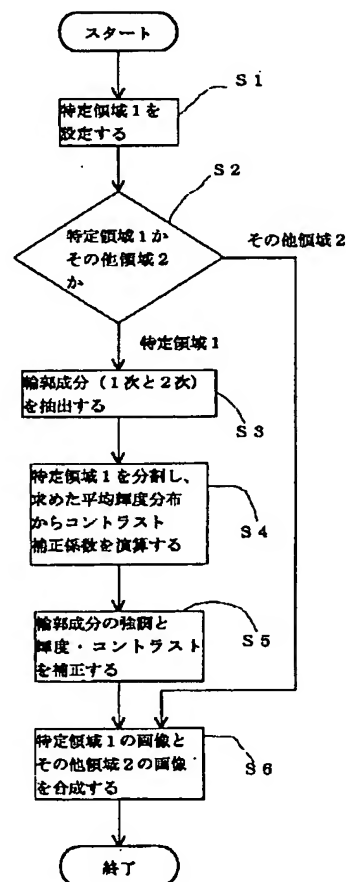 スタート
S1
特定領域1を
設定する
S2
特定領域1か
その他領域2
か
その他領域2
特定領域1
輪郭成分(1次と2次)
を抽出する
S3
特定領域1を分割し、
求めた平均輝度分布
からコントラスト
補正係数を演算する
S4
輪郭成分の強調と
輝度・コントラスト
を補正する
S5
特定領域1の画像と
その他領域2の画像
を合成する
S6
終了